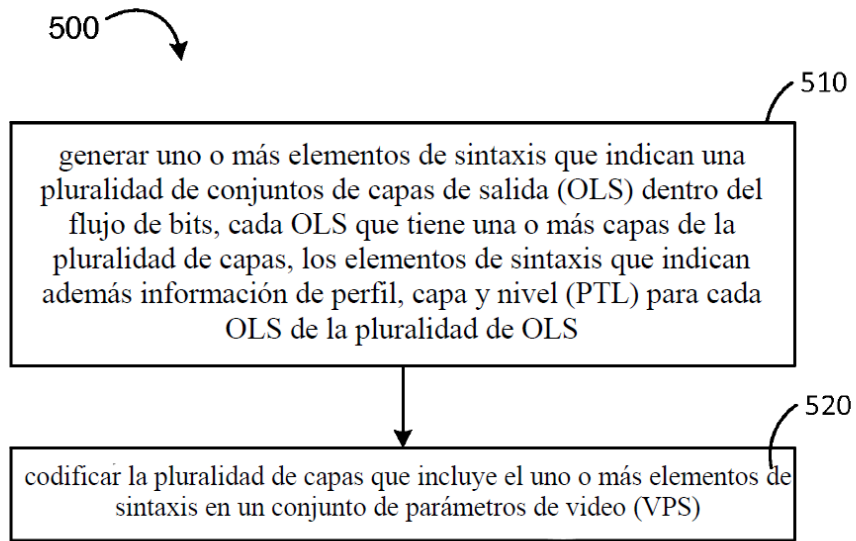 500
510
generar uno o más elementos de sintaxis que indican una
pluralidad de conjuntos de capas de salida (OLS) dentro del
flujo de bits, cada OLS que tiene una o más capas de la
pluralidad de capas, los elementos de sintaxis que indican
además información de perfil, capa y nivel (PTL) para cada
OLS de la pluralidad de OLS
520
codificar la pluralidad de capas que incluye el uno o más elementos de
sintaxis en un conjunto de parámetros de video (VPS)